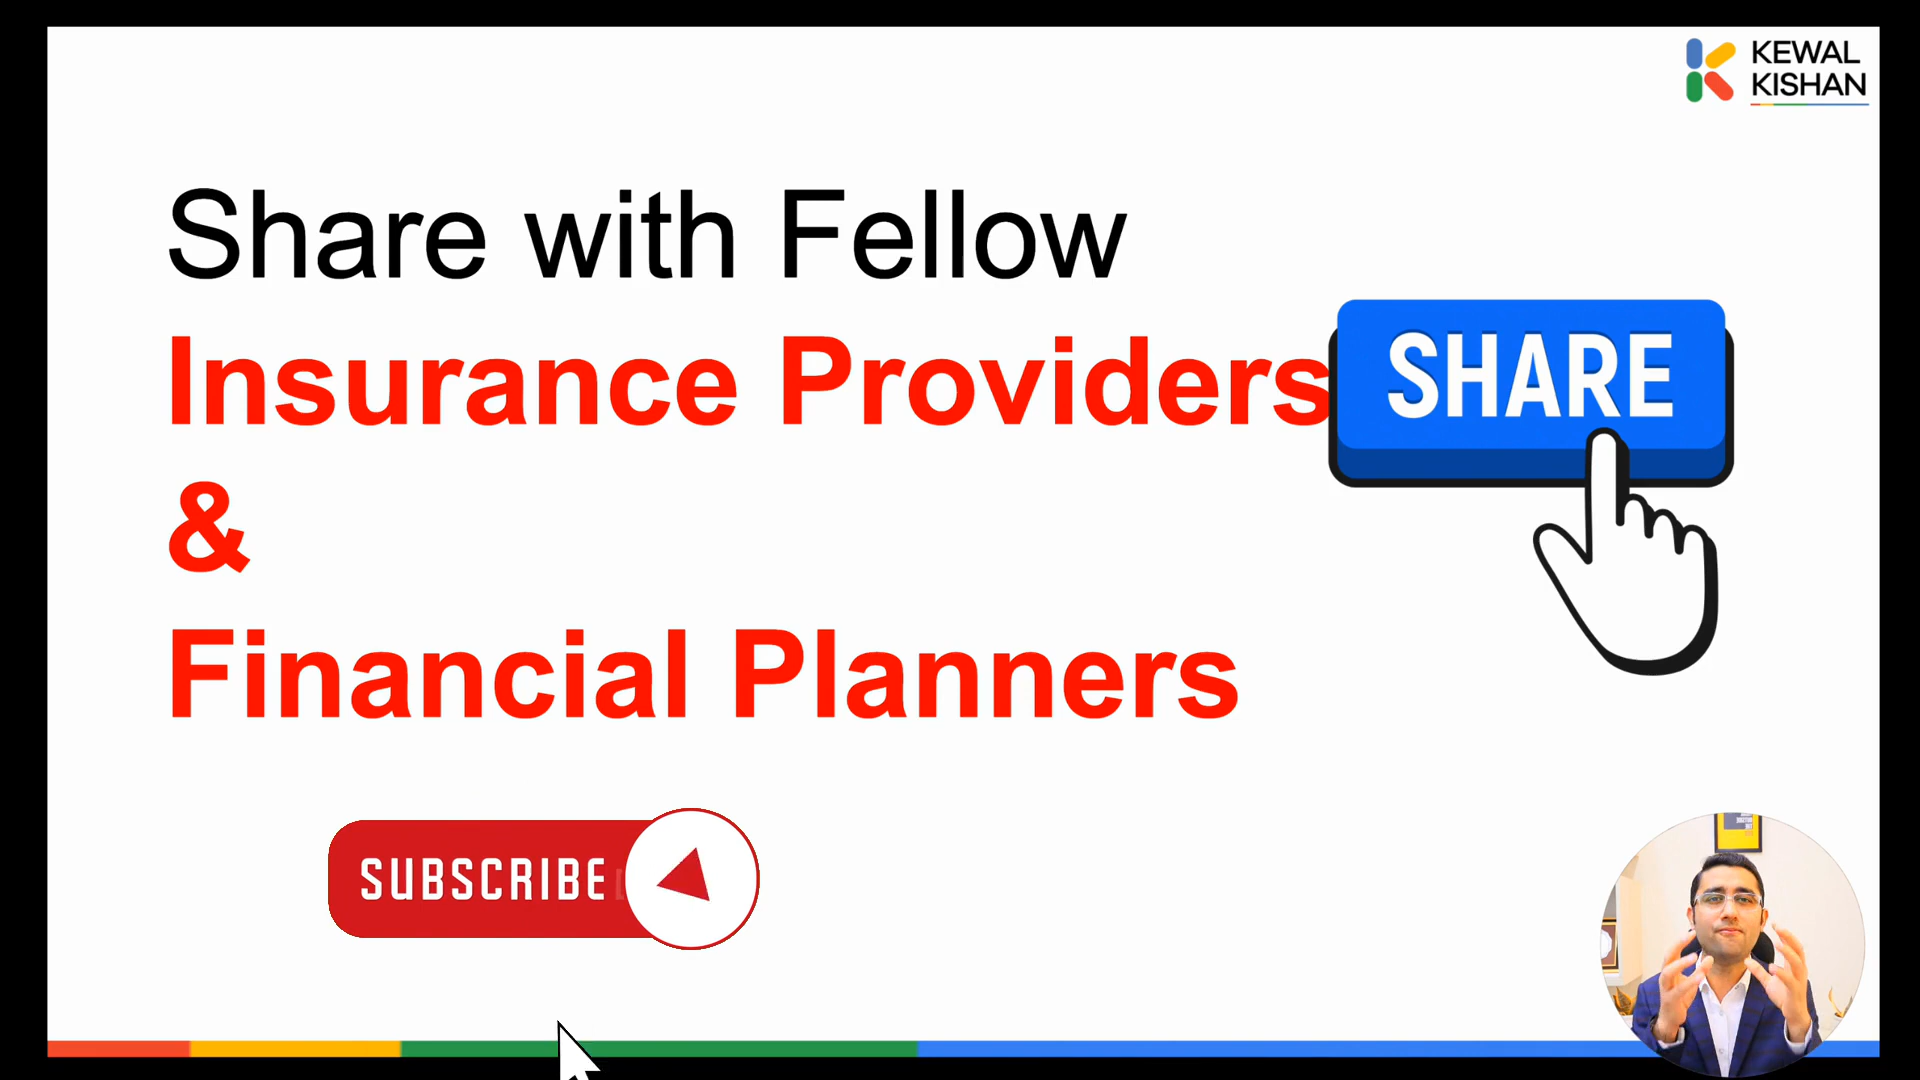 KEWAL
KISHAN
Share with Fellow
Insurance Providers
&
Financial Planners
SHARE
SUBSCRIBE